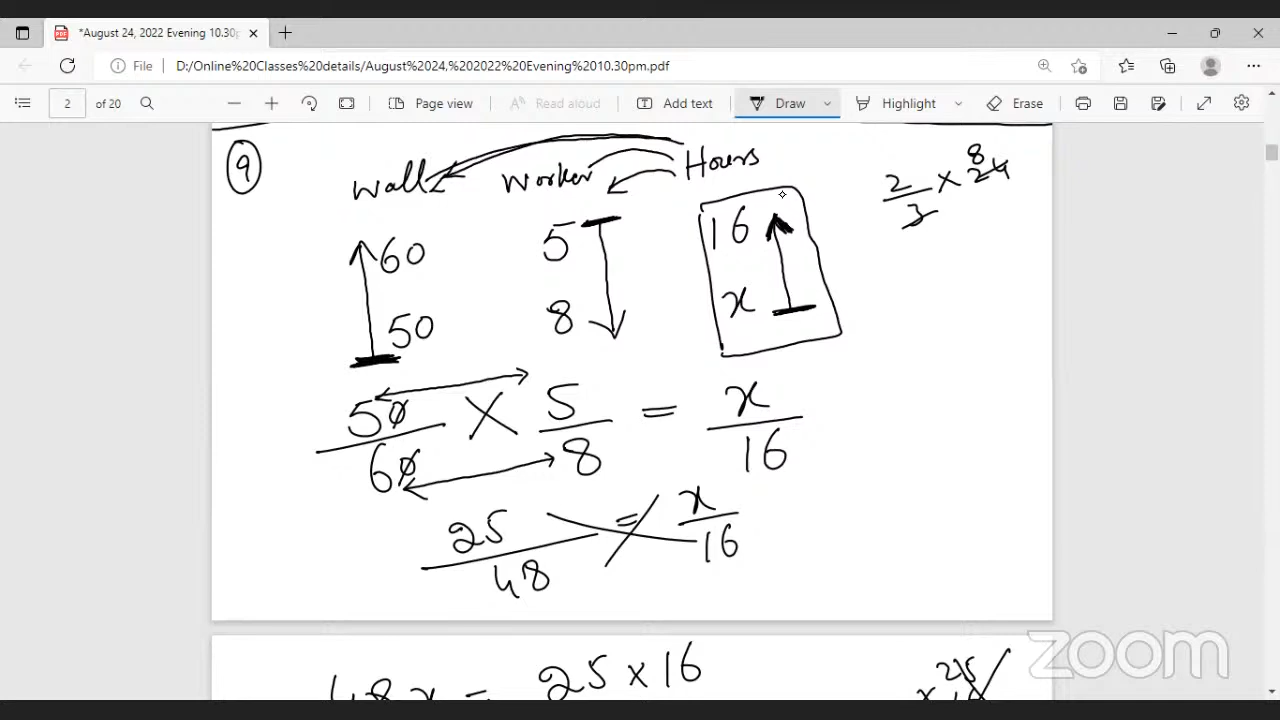 *August 24, 2022 Evening 10.30p
File D:/Online%20Classes%20details/August%2024,%202022%20Evening%2010.30pm.pdf
2 of 20 Page view Read aloud Add text Draw Highlight Erase
9 Wall Worker Hours
60 5 16 2/3 × 24 8
50 8 x
50/60 × 5/8 = x/16
25/48 = x/16
zoom
48x = 25 × 16